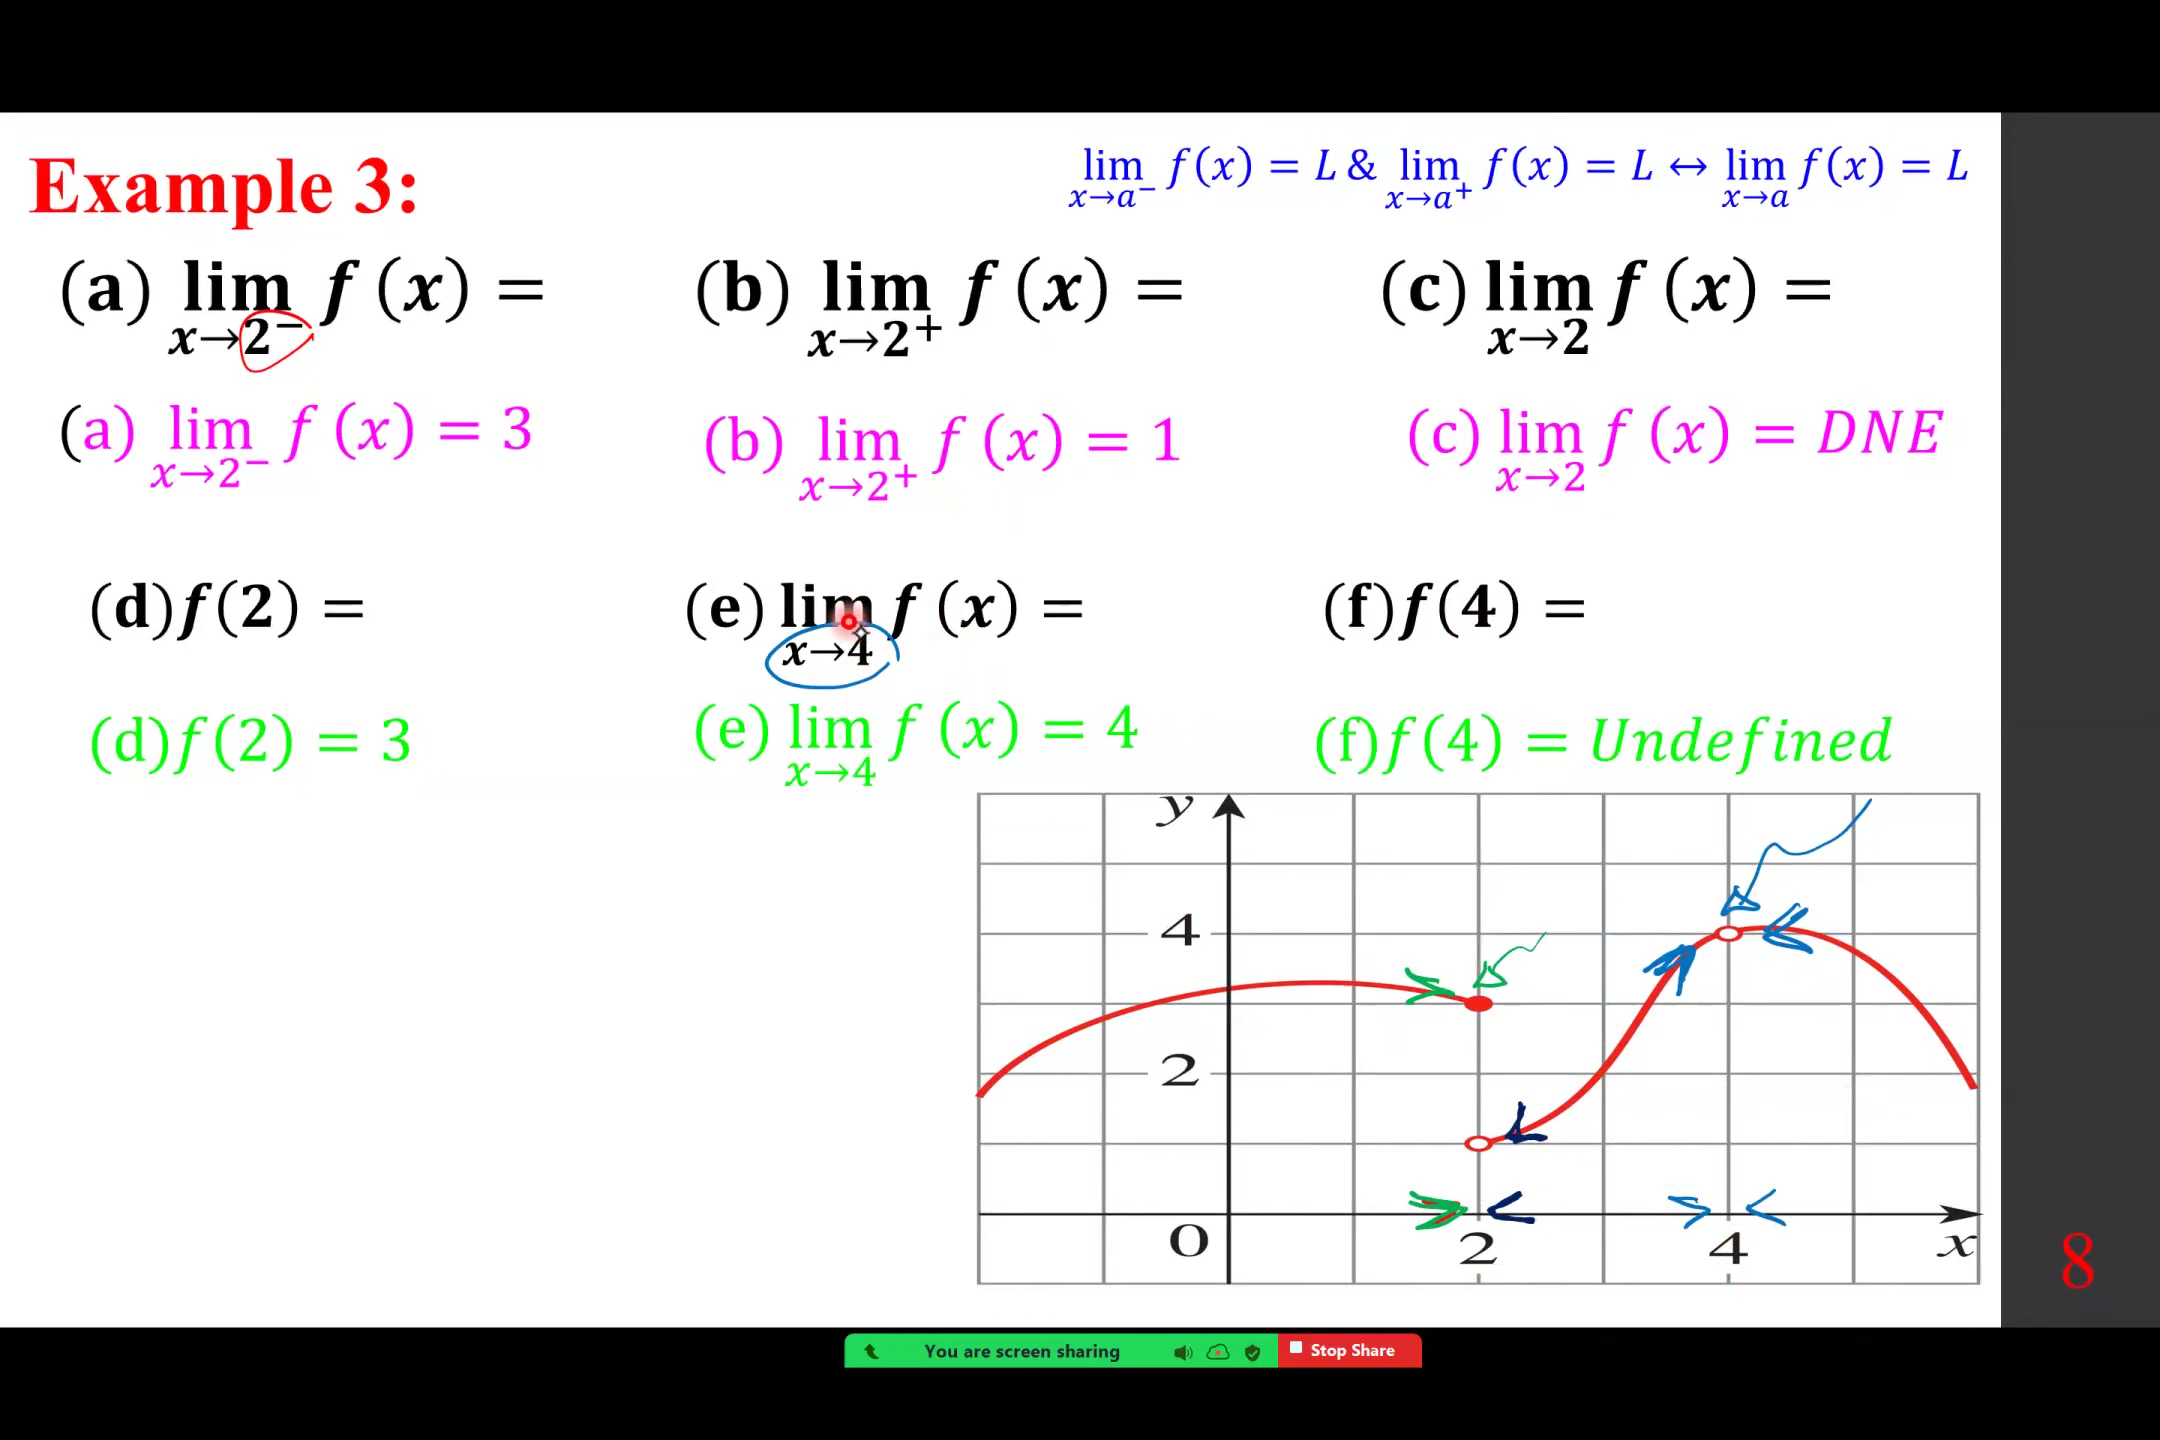 Example 3:
lim x→a⁻ f(x) = L & lim x→a⁺ f(x) = L ↔ lim x→a f(x) = L
(a) lim x→2⁻ f (x) =
(b) lim x→2⁺ f (x) =
(c) lim x→2 f (x) =
(a) lim x→2⁻ f (x) = 3
(b) lim x→2⁺ f (x) = 1
(c) lim x→2 f (x) = DNE
(d)f(2) =
(e) lim x→4 f (x) =
(f)f(4) =
(d)f(2) = 3
(e) lim x→4 f (x) = 4
(f)f(4) = Undefined
y
4
2
0
2
4
x
8
You are screen sharing
Stop Share